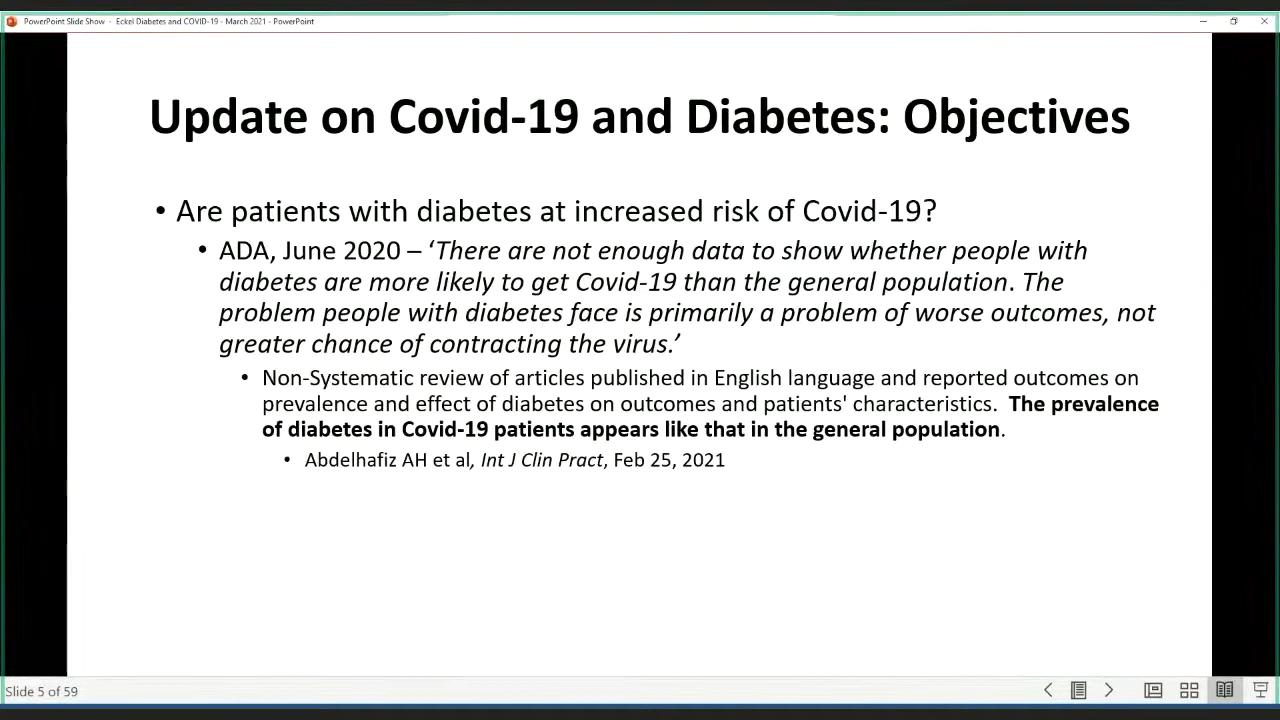 PowerPoint Slide Show - Eckel Diabetes and COVID-19 - March 2021 - PowerPoint
Update on Covid-19 and Diabetes: Objectives
• Are patients with diabetes at increased risk of Covid-19?
• ADA, June 2020 – ‘There are not enough data to show whether people with
diabetes are more likely to get Covid-19 than the general population. The
problem people with diabetes face is primarily a problem of worse outcomes, not
greater chance of contracting the virus.’
• Non-Systematic review of articles published in English language and reported outcomes on
prevalence and effect of diabetes on outcomes and patients' characteristics. The prevalence
of diabetes in Covid-19 patients appears like that in the general population.
• Abdelhafiz AH et al, Int J Clin Pract, Feb 25, 2021
Slide 5 of 59